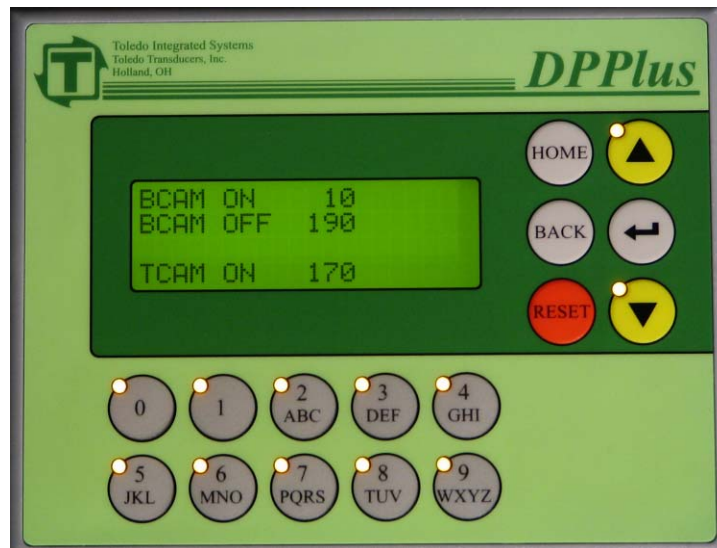 Toledo Integrated Systems
Toledo Transducers, Inc.
Holland, OH
T
DPPlus
BCAM ON 10
BCAM OFF 190
TCAM ON 170
HOME
BACK
RESET
0
1
2
ABC
3
DEF
4
GHI
5
JKL
6
MNO
7
PQRS
8
TUV
9
WXYZ